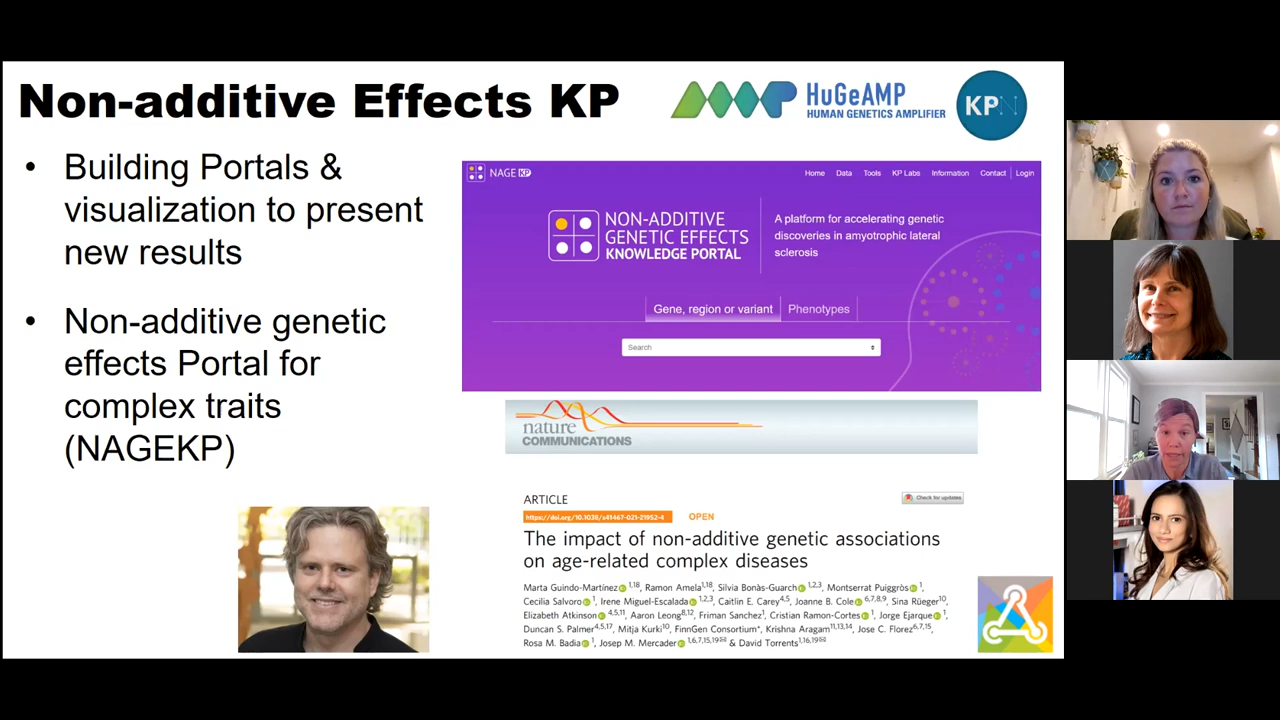 Non-additive Effects KP
AMP HuGeAMP
HUMAN GENETICS AMPLIFIER
KPN
• Building Portals &
visualization to present
new results
• Non-additive genetic
effects Portal for
complex traits
(NAGEKP)
NAGE KP
Home Data Tools KP Labs Information Contact Login
NON-ADDITIVE
GENETIC EFFECTS
KNOWLEDGE PORTAL
A platform for accelerating genetic
discoveries in amyotrophic lateral
sclerosis
Gene, region or variant Phenotypes
Search
nature
COMMUNICATIONS
ARTICLE
Check for updates
https://doi.org/10.1038/s41467-021-21952-4 OPEN
The impact of non-additive genetic associations
on age-related complex diseases
Marta Guindo-Martínez 1,18, Ramon Amela 1,18, Silvia Bonàs-Guarch 1,2,3, Montserrat Puiggròs 1,
Cecilia Salvoro 1, Irene Miguel-Escalada 1,2,3, Caitlin E. Carey 4,5, Joanne B. Cole 6,7,8,9, Sina Rüeger 10,
Elizabeth Atkinson 4,5,11, Aaron Leong 8,12, Friman Sanchez 1, Cristian Ramon-Cortes 1, Jorge Ejarque 1,
Duncan S. Palmer 4,5,17, Mitja Kurki 10, FinnGen Consortium*, Krishna Aragam 11,13,14, Jose C. Florez 6,7,15,
Rosa M. Badia 1, Josep M. Mercader 1,6,7,15,19✉ & David Torrents 1,16,19✉